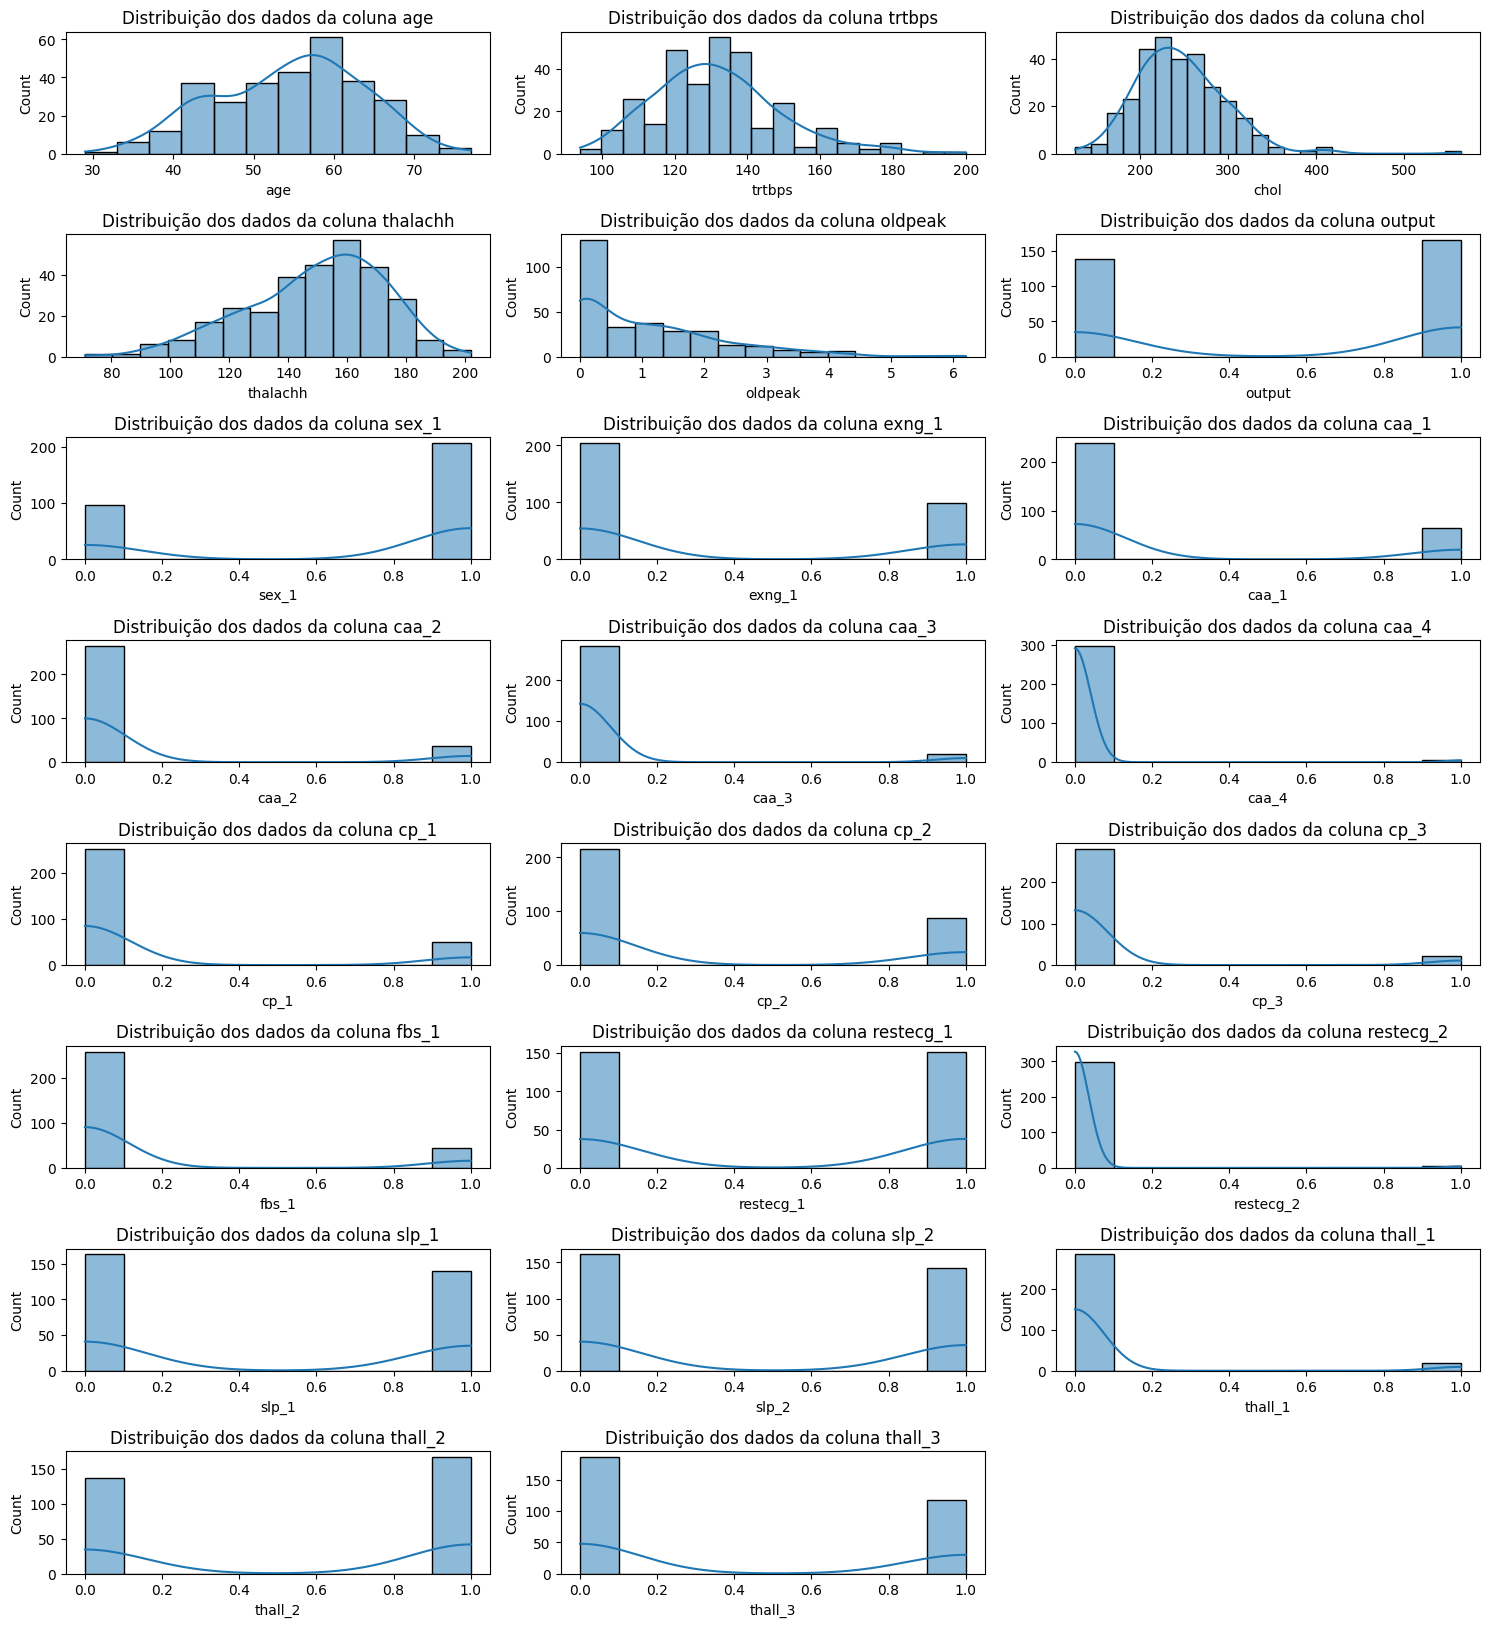 Distribuição dos dados da coluna age
Distribuição dos dados da coluna trtbps
Distribuição dos dados da coluna chol
Count
60
40
20
0
30 40 50 60 70
age
Count
40
20
0
100 120 140 160 180 200
trtbps
Count
40
20
0
200 300 400 500
chol
Distribuição dos dados da coluna thalachh
Distribuição dos dados da coluna oldpeak
Distribuição dos dados da coluna output
Count
40
20
0
80 100 120 140 160 180 200
thalachh
Count
100
50
0
0 1 2 3 4 5 6
oldpeak
Count
150
100
50
0
0.0 0.2 0.4 0.6 0.8 1.0
output
Distribuição dos dados da coluna sex_1
Distribuição dos dados da coluna exng_1
Distribuição dos dados da coluna caa_1
Count
200
100
0
0.0 0.2 0.4 0.6 0.8 1.0
sex_1
Count
200
100
0
0.0 0.2 0.4 0.6 0.8 1.0
exng_1
Count
200
100
0
0.0 0.2 0.4 0.6 0.8 1.0
caa_1
Distribuição dos dados da coluna caa_2
Distribuição dos dados da coluna caa_3
Distribuição dos dados da coluna caa_4
Count
200
100
0
0.0 0.2 0.4 0.6 0.8 1.0
caa_2
Count
200
100
0
0.0 0.2 0.4 0.6 0.8 1.0
caa_3
Count
300
200
100
0
0.0 0.2 0.4 0.6 0.8 1.0
caa_4
Distribuição dos dados da coluna cp_1
Distribuição dos dados da coluna cp_2
Distribuição dos dados da coluna cp_3
Count
200
100
0
0.0 0.2 0.4 0.6 0.8 1.0
cp_1
Count
200
100
0
0.0 0.2 0.4 0.6 0.8 1.0
cp_2
Count
200
100
0
0.0 0.2 0.4 0.6 0.8 1.0
cp_3
Distribuição dos dados da coluna fbs_1
Distribuição dos dados da coluna restecg_1
Distribuição dos dados da coluna restecg_2
Count
200
100
0
0.0 0.2 0.4 0.6 0.8 1.0
fbs_1
Count
150
100
50
0
0.0 0.2 0.4 0.6 0.8 1.0
restecg_1
Count
300
200
100
0
0.0 0.2 0.4 0.6 0.8 1.0
restecg_2
Distribuição dos dados da coluna slp_1
Distribuição dos dados da coluna slp_2
Distribuição dos dados da coluna thall_1
Count
150
100
50
0
0.0 0.2 0.4 0.6 0.8 1.0
slp_1
Count
150
100
50
0
0.0 0.2 0.4 0.6 0.8 1.0
slp_2
Count
200
100
0
0.0 0.2 0.4 0.6 0.8 1.0
thall_1
Distribuição dos dados da coluna thall_2
Distribuição dos dados da coluna thall_3
Count
150
100
50
0
0.0 0.2 0.4 0.6 0.8 1.0
thall_2
Count
150
100
50
0
0.0 0.2 0.4 0.6 0.8 1.0
thall_3